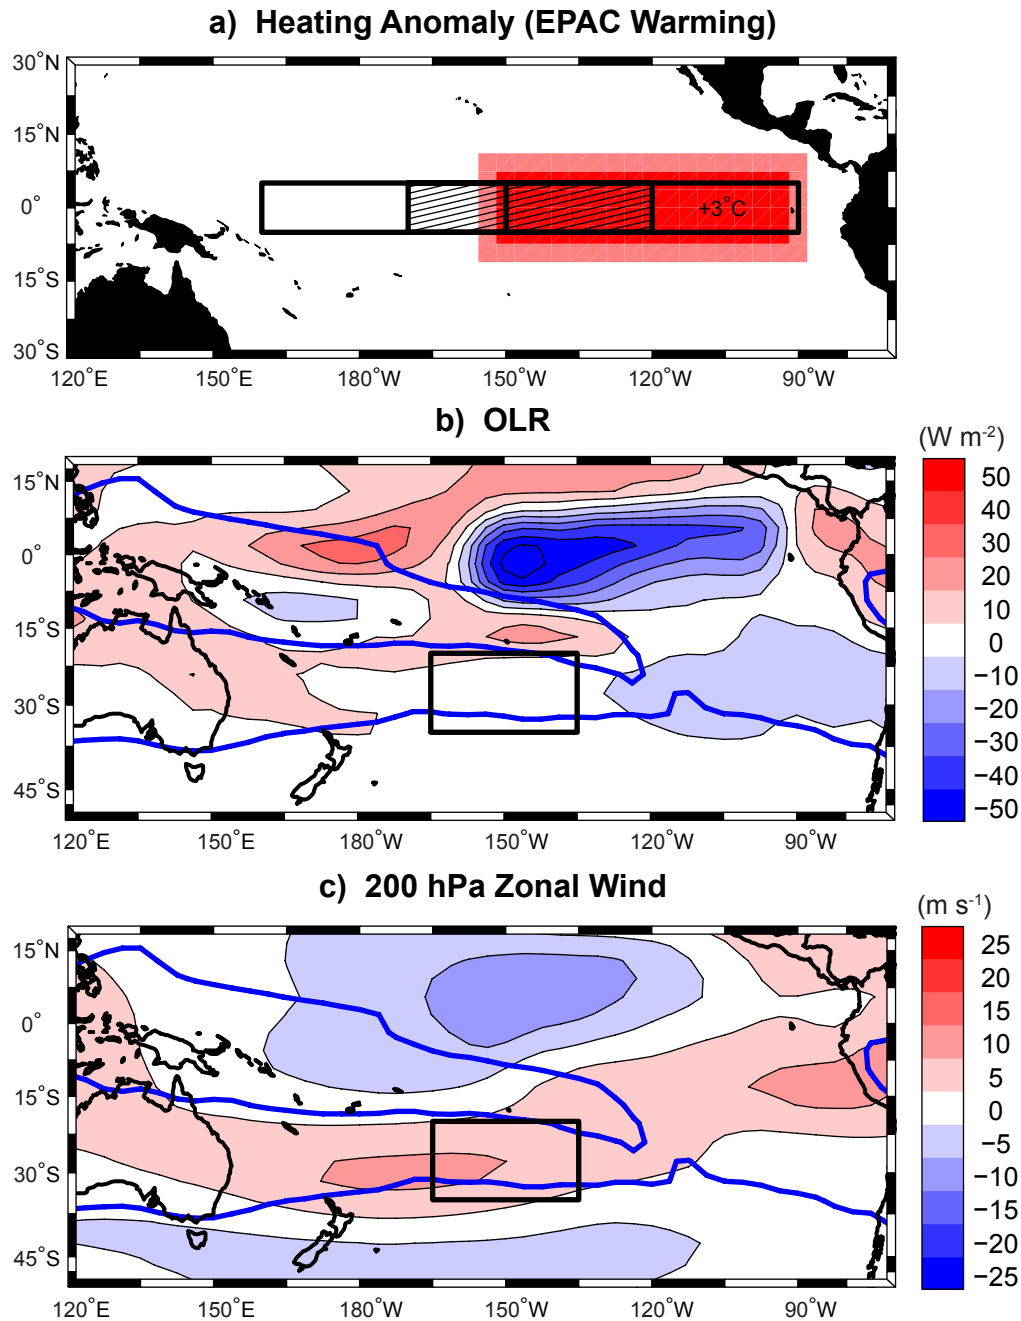 a) Heating Anomaly (EPAC Warming)
30°N
15°N
0°
15°S
30°S
+3°C
120°E 150°E 180°W 150°W 120°W 90°W
b) OLR
(W m-2)
15°N
0°
15°S
30°S
45°S
50
40
30
20
10
0
−10
−20
−30
−40
−50
120°E 150°E 180°W 150°W 120°W 90°W
c) 200 hPa Zonal Wind
(m s-1)
15°N
0°
15°S
30°S
45°S
25
20
15
10
5
0
−5
−10
−15
−20
−25
120°E 150°E 180°W 150°W 120°W 90°W